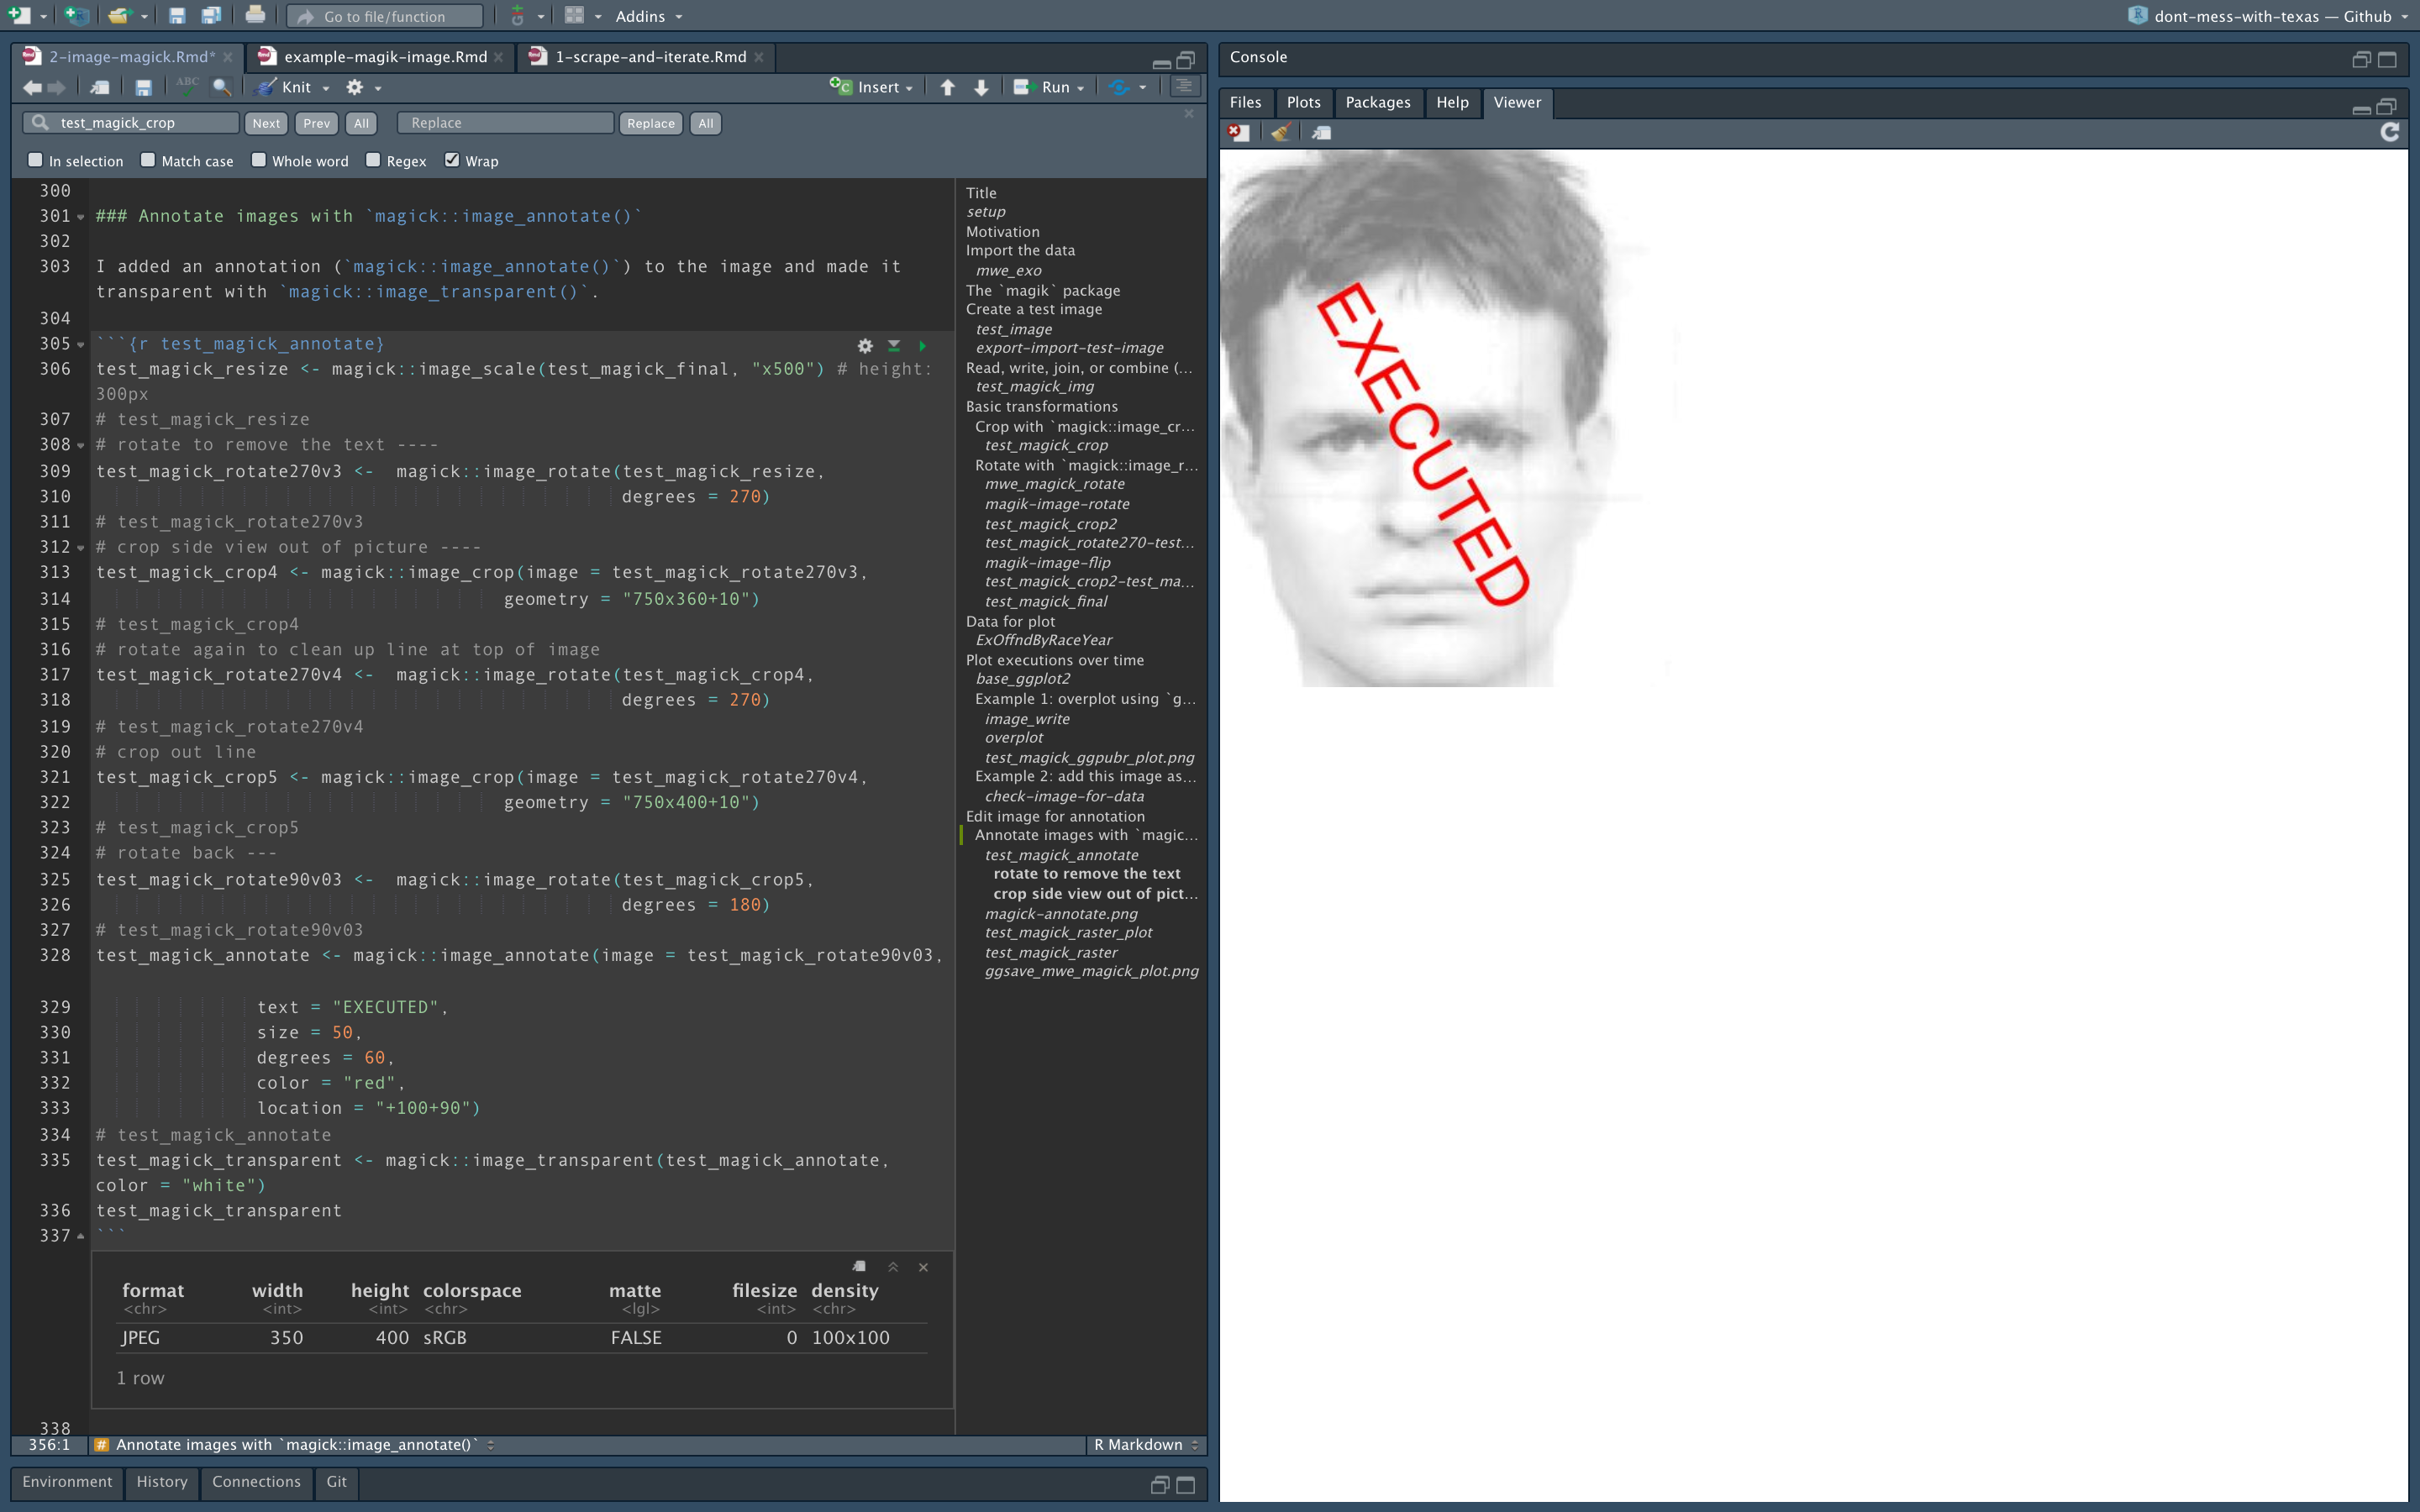 Go to file/function
Addins
dont-mess-with-texas — Github
2-image-magick.Rmd*
example-magik-image.Rmd
1-scrape-and-iterate.Rmd
ABC
Knit
Insert
Run
test_magick_crop
Next
Prev
All
Replace
Replace
All
In selection
Match case
Whole word
Regex
Wrap
300
301 ### Annotate images with `magick::image_annotate()`
302
303 I added an annotation (`magick::image_annotate()`) to the image and made it
transparent with `magick::image_transparent()`.
304
305 ```{r test_magick_annotate}
306 test_magick_resize <- magick::image_scale(test_magick_final, "x500") # height:
300px
307 # test_magick_resize
308 # rotate to remove the text ----
309 test_magick_rotate270v3 <-  magick::image_rotate(test_magick_resize,
310 degrees = 270)
311 # test_magick_rotate270v3
312 # crop side view out of picture ----
313 test_magick_crop4 <- magick::image_crop(image = test_magick_rotate270v3,
314 geometry = "750x360+10")
315 # test_magick_crop4
316 # rotate again to clean up line at top of image
317 test_magick_rotate270v4 <-  magick::image_rotate(test_magick_crop4,
318 degrees = 270)
319 # test_magick_rotate270v4
320 # crop out line
321 test_magick_crop5 <- magick::image_crop(image = test_magick_rotate270v4,
322 geometry = "750x400+10")
323 # test_magick_crop5
324 # rotate back ---
325 test_magick_rotate90v03 <-  magick::image_rotate(test_magick_crop5,
326 degrees = 180)
327 # test_magick_rotate90v03
328 test_magick_annotate <- magick::image_annotate(image = test_magick_rotate90v03,
329 text = "EXECUTED",
330 size = 50,
331 degrees = 60,
332 color = "red",
333 location = "+100+90")
334 # test_magick_annotate
335 test_magick_transparent <- magick::image_transparent(test_magick_annotate,
color = "white")
336 test_magick_transparent
337 ```
format width height colorspace matte filesize density
<chr> <int> <int> <chr> <lgl> <int> <chr>
JPEG 350 400 sRGB FALSE 0 100x100
1 row
338
356:1 # Annotate images with `magick::image_annotate()`
R Markdown
Environment
History
Connections
Git
Title
setup
Motivation
Import the data
mwe_exo
The `magik` package
Create a test image
test_image
export-import-test-image
Read, write, join, or combine (...
test_magick_img
Basic transformations
Crop with `magick::image_cr...
test_magick_crop
Rotate with `magick::image_r...
mwe_magick_rotate
magik-image-rotate
test_magick_crop2
test_magick_rotate270-test...
magik-image-flip
test_magick_crop2-test_ma...
test_magick_final
Data for plot
ExOffndByRaceYear
Plot executions over time
base_ggplot2
Example 1: overplot using `g...
image_write
overplot
test_magick_ggpubr_plot.png
Example 2: add this image as...
check-image-for-data
Edit image for annotation
Annotate images with `magic...
test_magick_annotate
rotate to remove the text
crop side view out of pict...
magick-annotate.png
test_magick_raster_plot
test_magick_raster
ggsave_mwe_magick_plot.png
Console
Files
Plots
Packages
Help
Viewer
EXECUTED